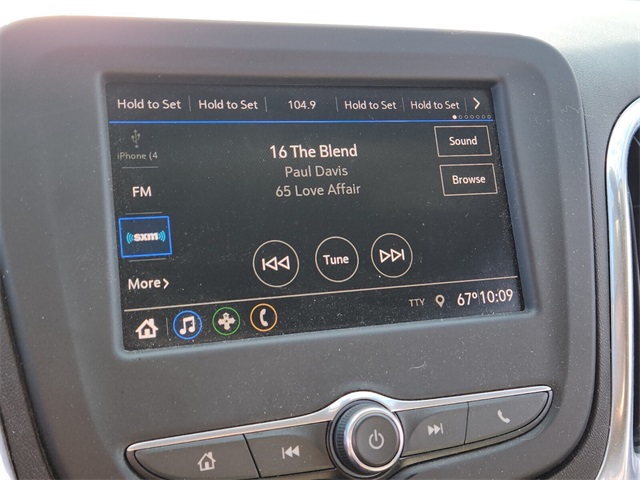 Hold to Set Hold to Set 104.9 Hold to Set Hold to Set
iPhone (4
16 The Blend
Sound
Paul Davis
FM
65 Love Affair
Browse
sxm
Tune
More
TTY 67° 10:09